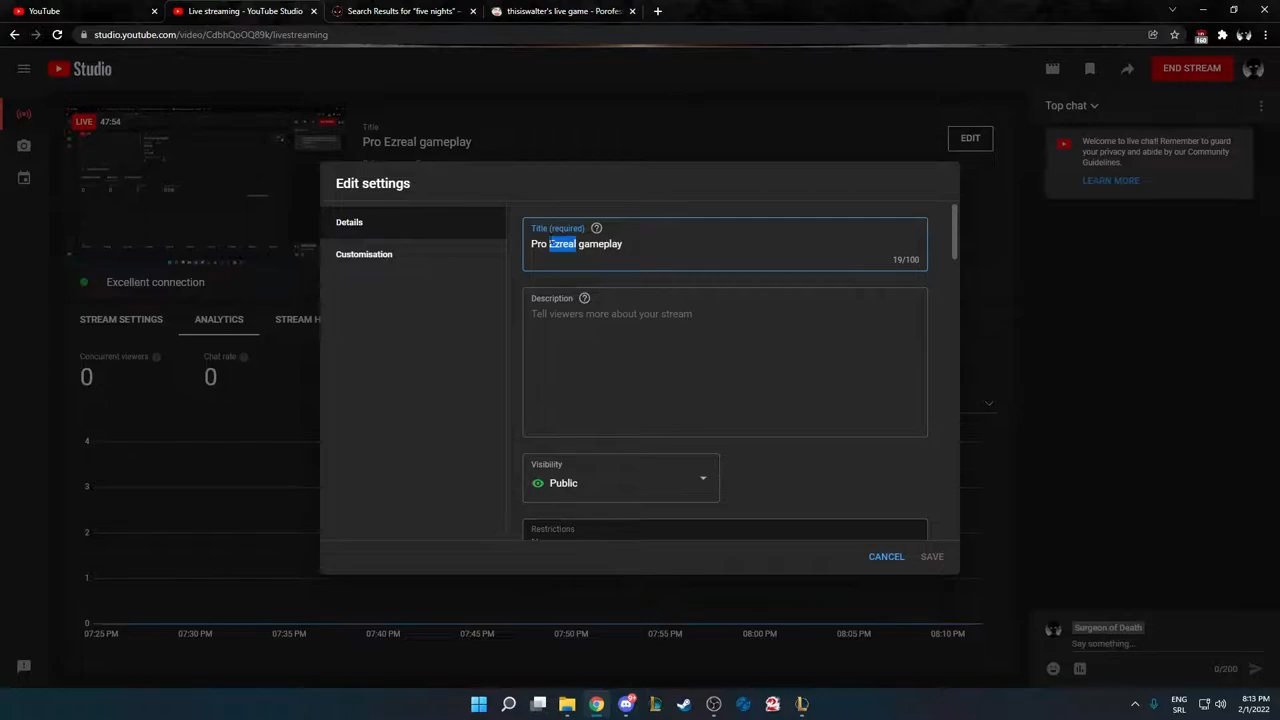 YouTube
Live streaming - YouTube Studio
Search Results for "five nights" -
thisiswalter's live game - Porofes
studio.youtube.com/video/CdbhQoOQ89k/livestreaming
160
Studio
END STREAM
LIVE 47:54
Title
Pro Ezreal gameplay
EDIT
Top chat
Welcome to live chat! Remember to guard
your privacy and abide by our Community
Guidelines.
LEARN MORE
Edit settings
Details
Customisation
Title (required)
Pro Ezreal gameplay
19/100
Description
Tell viewers more about your stream
Visibility
Public
Restrictions
CANCEL
SAVE
Excellent connection
STREAM SETTINGS
ANALYTICS
STREAM H
Concurrent viewers
Chat rate
0
0
4
3
2
1
0
07:25 PM
07:30 PM
07:35 PM
07:40 PM
07:45 PM
07:50 PM
07:55 PM
08:00 PM
08:05 PM
08:10 PM
Surgeon of Death
Say something...
0/200
ENG
SRL
8:13 PM
2/1/2022